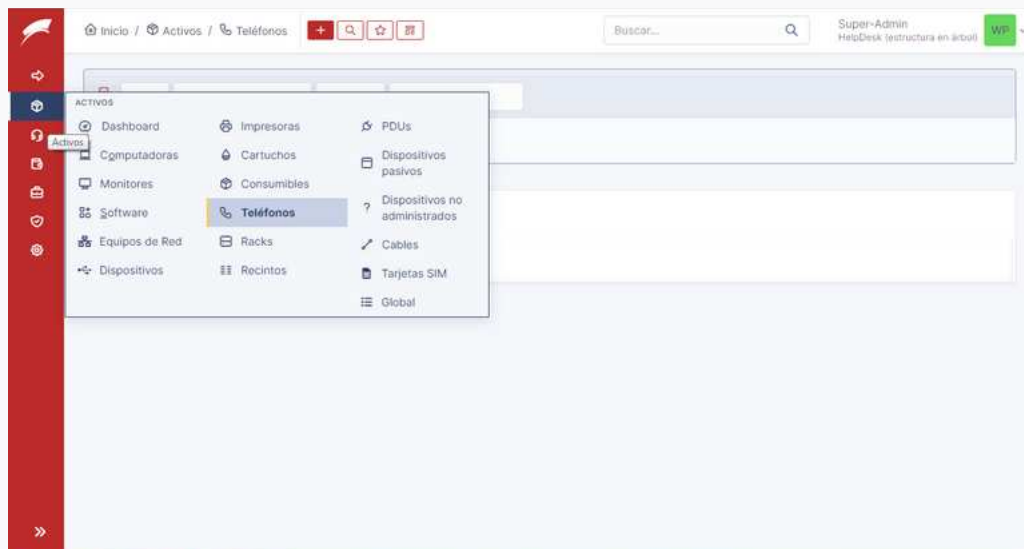 Inicio / Activos / Teléfonos
Buscar...
Super-Admin
HelpDesk (estructura en árbol)
WP
ACTIVOS
Activos
Dashboard
Computadoras
Monitores
Software
Equipos de Red
Dispositivos
Impresoras
Cartuchos
Consumibles
Teléfonos
Racks
Recintos
PDUs
Dispositivos
pasivos
Dispositivos no
administrados
Cables
Tarjetas SIM
Global